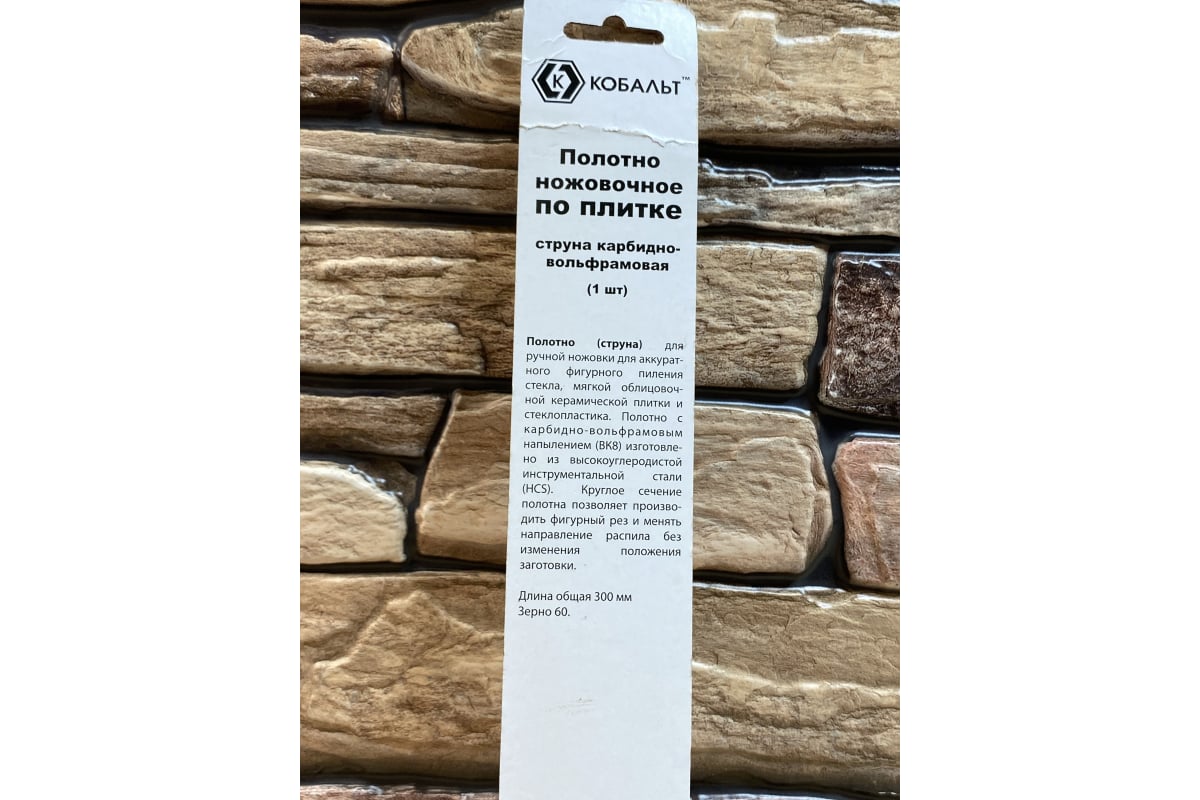 К
КОБАЛЬТ™
Полотно
ножовочное
по плитке
струна карбидно-
вольфрамовая
(1 шт)
Полотно (струна) для
ручной ножовки для аккурат-
ного фигурного пиления
стекла, мягкой облицовоч-
ной керамической плитки и
стеклопластика. Полотно с
карбидно-вольфрамовым
напылением (ВК8) изготовле-
но из высокоуглеродистой
инструментальной стали
(HCS). Круглое сечение
полотна позволяет произво-
дить фигурный рез и менять
направление распила без
изменения положения
заготовки.
Длина общая 300 мм
Зерно 60.